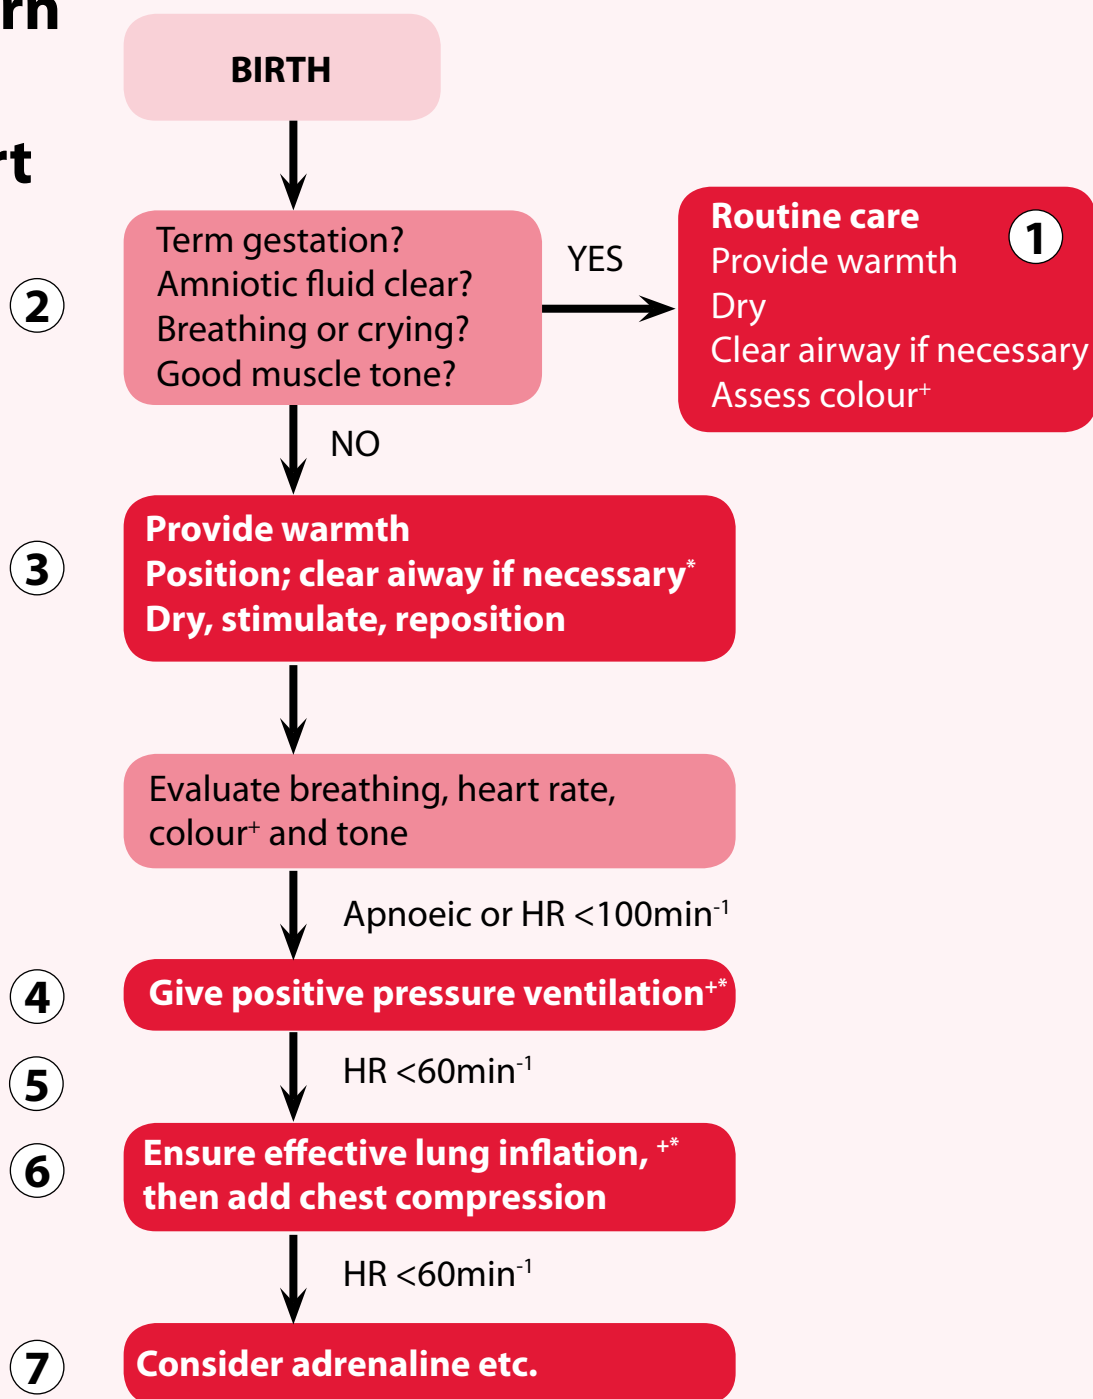 rn
BIRTH
rt
Term gestation?
Amniotic fluid clear?
Breathing or crying?
Good muscle tone?
YES
Routine care
Provide warmth
Dry
Clear airway if necessary
Assess colour⁺
1
2
NO
3
Provide warmth
Position; clear aiway if necessary*
Dry, stimulate, reposition
Evaluate breathing, heart rate,
colour⁺ and tone
Apnoeic or HR <100min⁻¹
4
Give positive pressure ventilation⁺*
5
HR <60min⁻¹
6
Ensure effective lung inflation, ⁺*
then add chest compression
HR <60min⁻¹
7
Consider adrenaline etc.